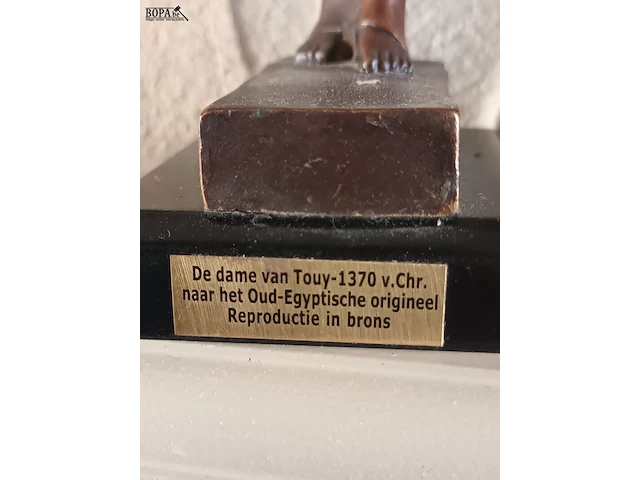 BOPA
De dame van Touy-1370 v.Chr.
naar het Oud-Egyptische origineel
Reproductie in brons